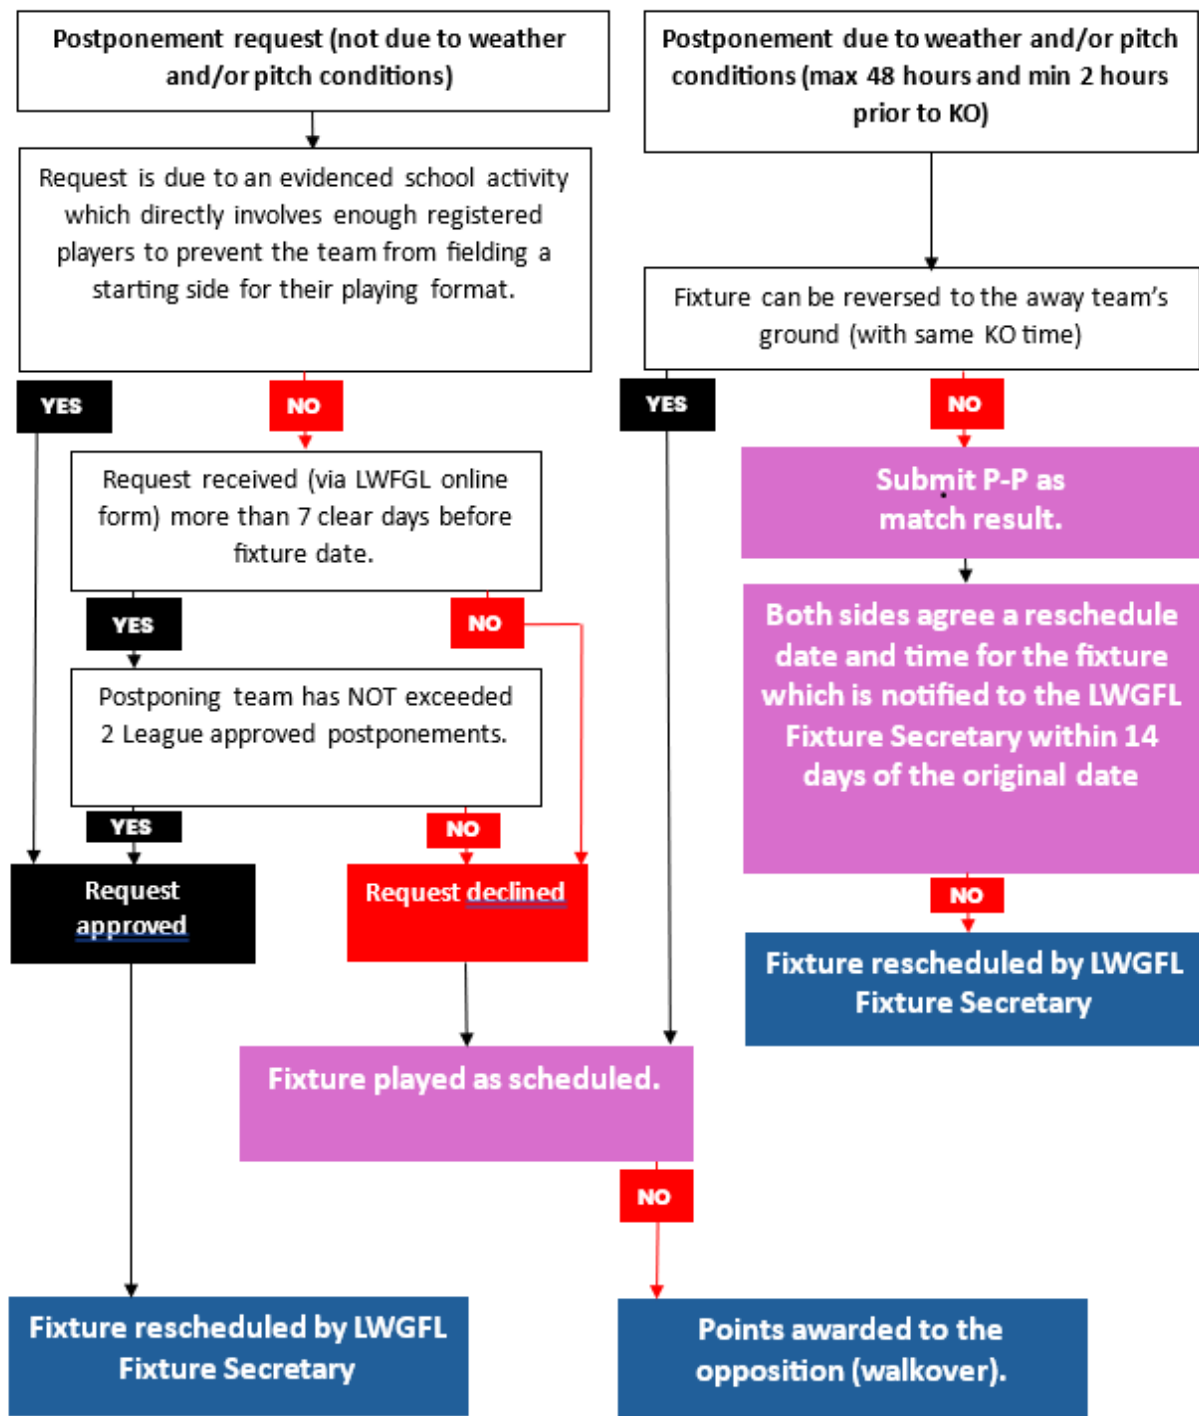 Postponement request (not due to weather
and/or pitch conditions)
Request is due to an evidenced school activity
which directly involves enough registered
players to prevent the team from fielding a
starting side for their playing format.
YES
NO
Request received (via LWFGL online
form) more than 7 clear days before
fixture date.
YES
NO
Postponing team has NOT exceeded
2 League approved postponements.
YES
NO
Request
approved
Request declined
Postponement due to weather and/or pitch
conditions (max 48 hours and min 2 hours
prior to KO)
Fixture can be reversed to the away team's
ground (with same KO time)
YES
NO
Submit P-P as
match result.
Both sides agree a reschedule
date and time for the fixture
which is notified to the LWGFL
Fixture Secretary within 14
days of the original date
NO
Fixture rescheduled by LWGFL
Fixture Secretary
Fixture played as scheduled.
NO
Fixture rescheduled by LWGFL
Fixture Secretary
Points awarded to the
opposition (walkover).